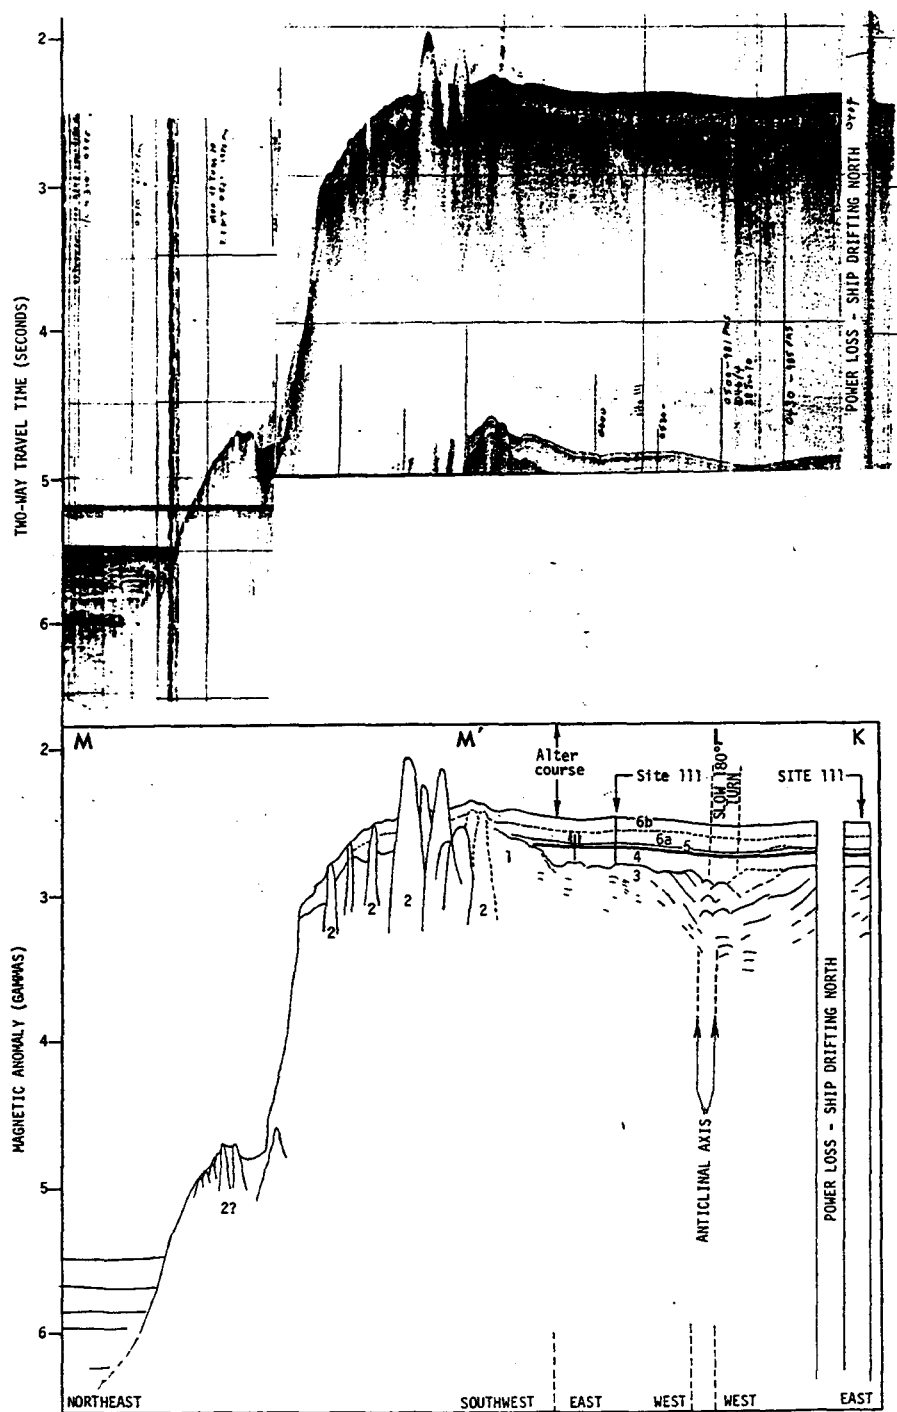 2
3
4
5
6
TWO-WAY TRAVEL TIME (SECONDS)
POWER LOSS - SHIP DRIFTING NORTH
M
M′
L
K
2
3
4
5
6
MAGNETIC ANOMALY (GAMMAS)
Alter
course
Site 111
SLOW 180°
TURN
SITE 111
6b
6a
5
4
3
1
2
2
2
2
2?
ANTICLINAL AXIS
POWER LOSS - SHIP DRIFTING NORTH
NORTHEAST
SOUTHWEST
EAST
WEST
WEST
EAST